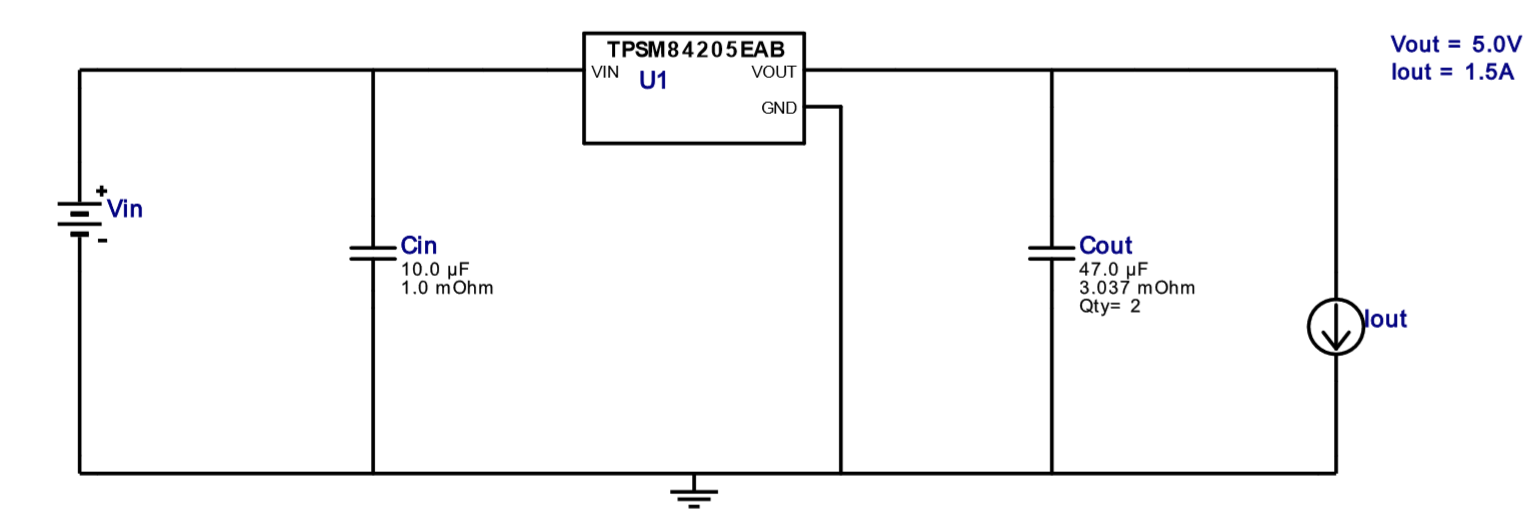 TPSM84205EAB
VIN
U1
VOUT
GND
Vout = 5.0V
Iout = 1.5A
+
Vin
-
Cin
10.0 µF
1.0 mOhm
Cout
47.0 µF
3.037 mOhm
Qty= 2
Iout